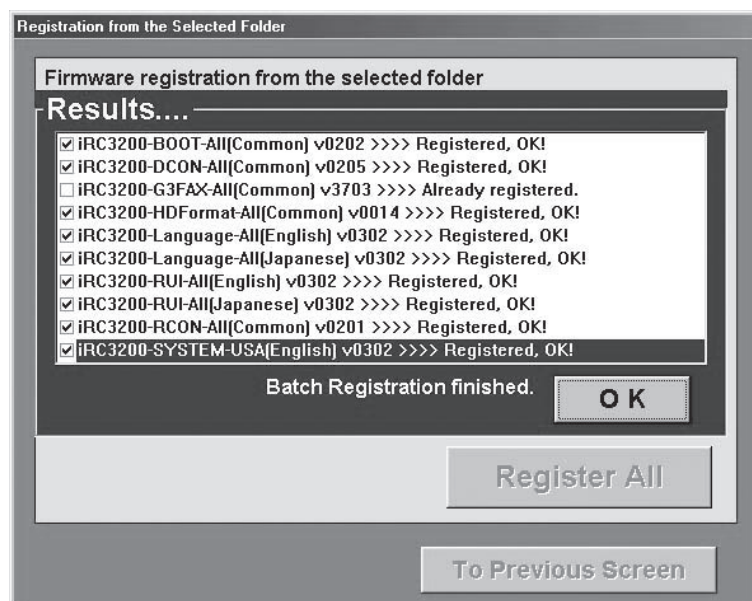 Registration from the Selected Folder
Firmware registration from the selected folder
Results....
iRC3200-BOOT-All(Common) v0202 >>>> Registered, OK!
iRC3200-DCON-All(Common) v0205 >>>> Registered, OK!
iRC3200-G3FAX-All(Common) v3703 >>>> Already registered.
iRC3200-HDFormat-All(Common) v0014 >>>> Registered, OK!
iRC3200-Language-All(English) v0302 >>>> Registered, OK!
iRC3200-Language-All(Japanese) v0302 >>>> Registered, OK!
iRC3200-RUI-All(English) v0302 >>>> Registered, OK!
iRC3200-RUI-All(Japanese) v0302 >>>> Registered, OK!
iRC3200-RCON-All(Common) v0201 >>>> Registered, OK!
iRC3200-SYSTEM-USA(English) v0302 >>>> Registered, OK!
Batch Registration finished.
O K
Register All
To Previous Screen